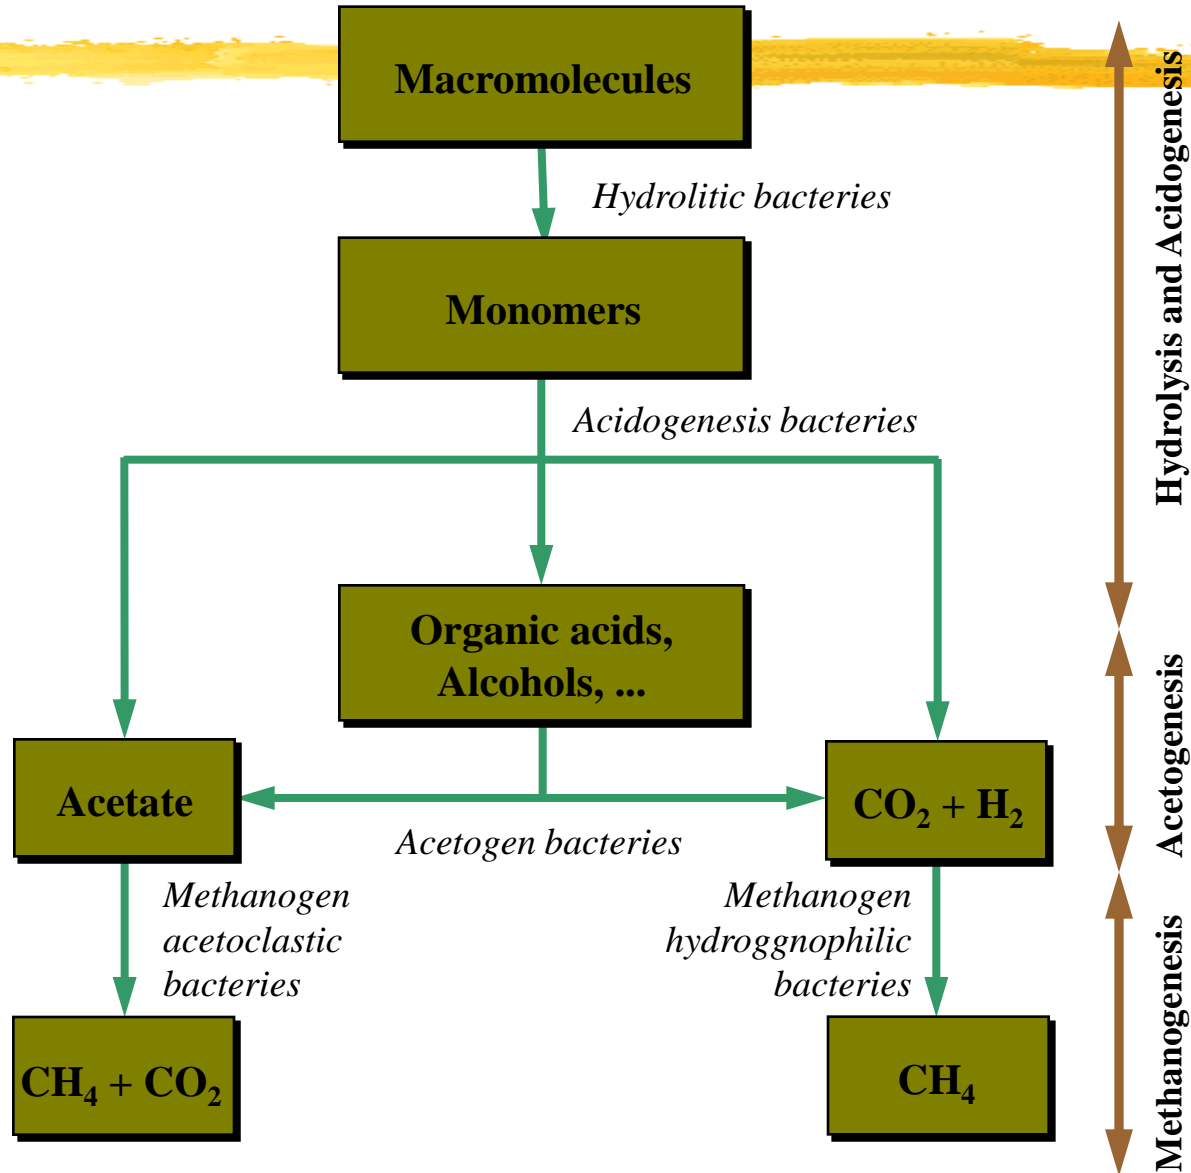 Macromolecules
Hydrolitic bacteries
Monomers
Acidogenesis bacteries
Organic acids,
Alcohols, ...
Acetate
CO₂ + H₂
Acetogen bacteries
Methanogen
acetoclastic
bacteries
Methanogen
hydroggnophilic
bacteries
CH₄ + CO₂
CH₄
Hydrolysis and Acidogenesis
Acetogenesis
Methanogenesis